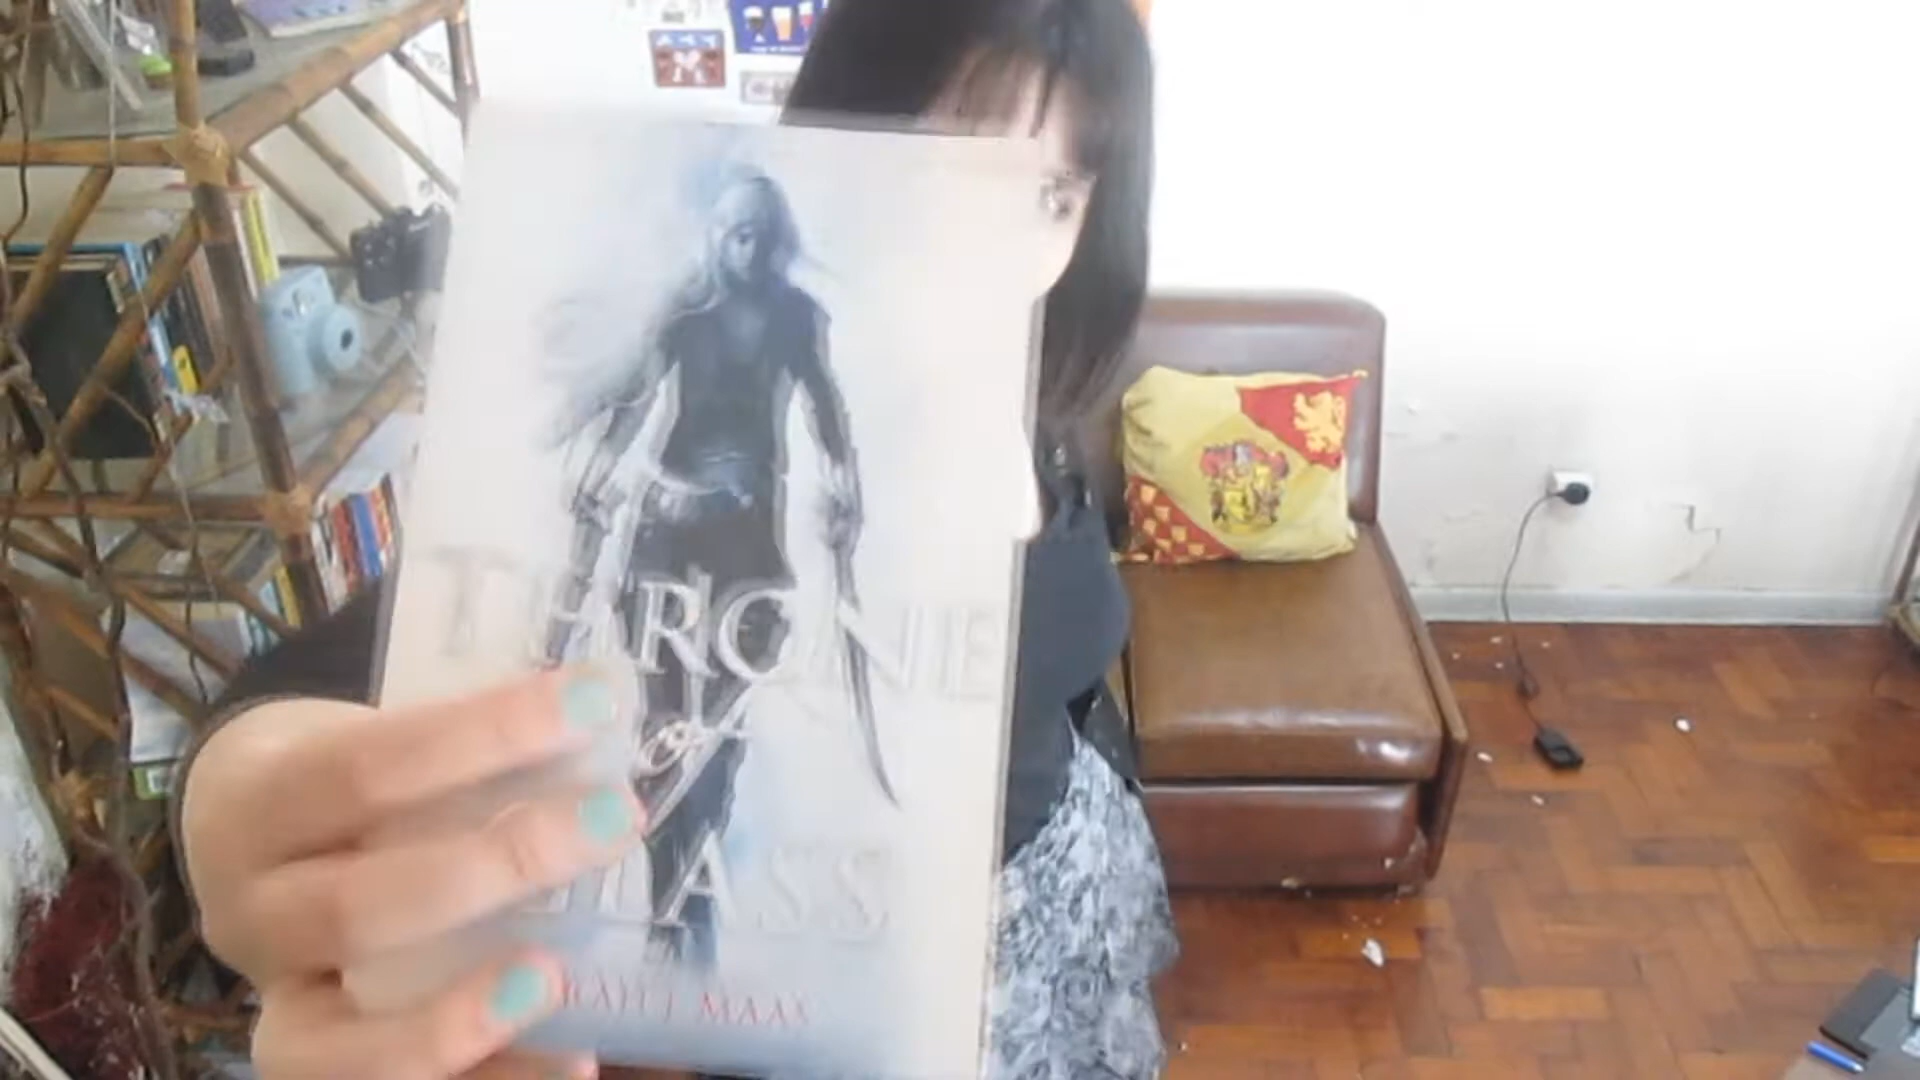 THRONE
of
GLASS
SARAH J. MAAS